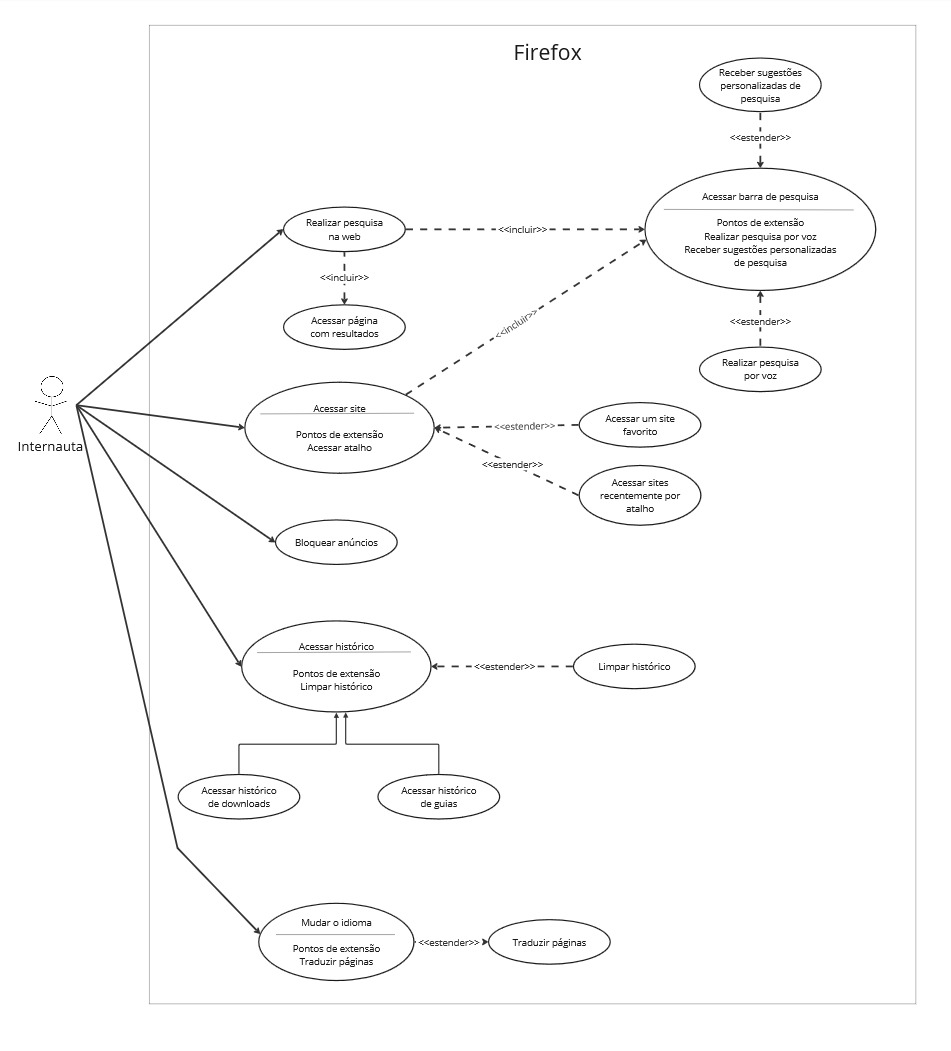 Firefox
Receber sugestões
personalizadas de
pesquisa
<<estender>>
Acessar barra de pesquisa
Pontos de extensão
Realizar pesquisa por voz
Receber sugestões personalizadas
de pesquisa
Realizar pesquisa
na web
<<incluir>>
<<incluir>>
Acessar página
com resultados
<<incluir>>
<<estender>>
Realizar pesquisa
por voz
Internauta
Acessar site
Pontos de extensão
Acessar atalho
<<estender>>
Acessar um site
favorito
<<estender>>
Acessar sites
recentemente por
atalho
Bloquear anúncios
Acessar histórico
Pontos de extensão
Limpar histórico
<<estender>>
Limpar histórico
Acessar histórico
de downloads
Acessar histórico
de guias
Mudar o idioma
Pontos de extensão
Traduzir páginas
<<estender>>
Traduzir páginas